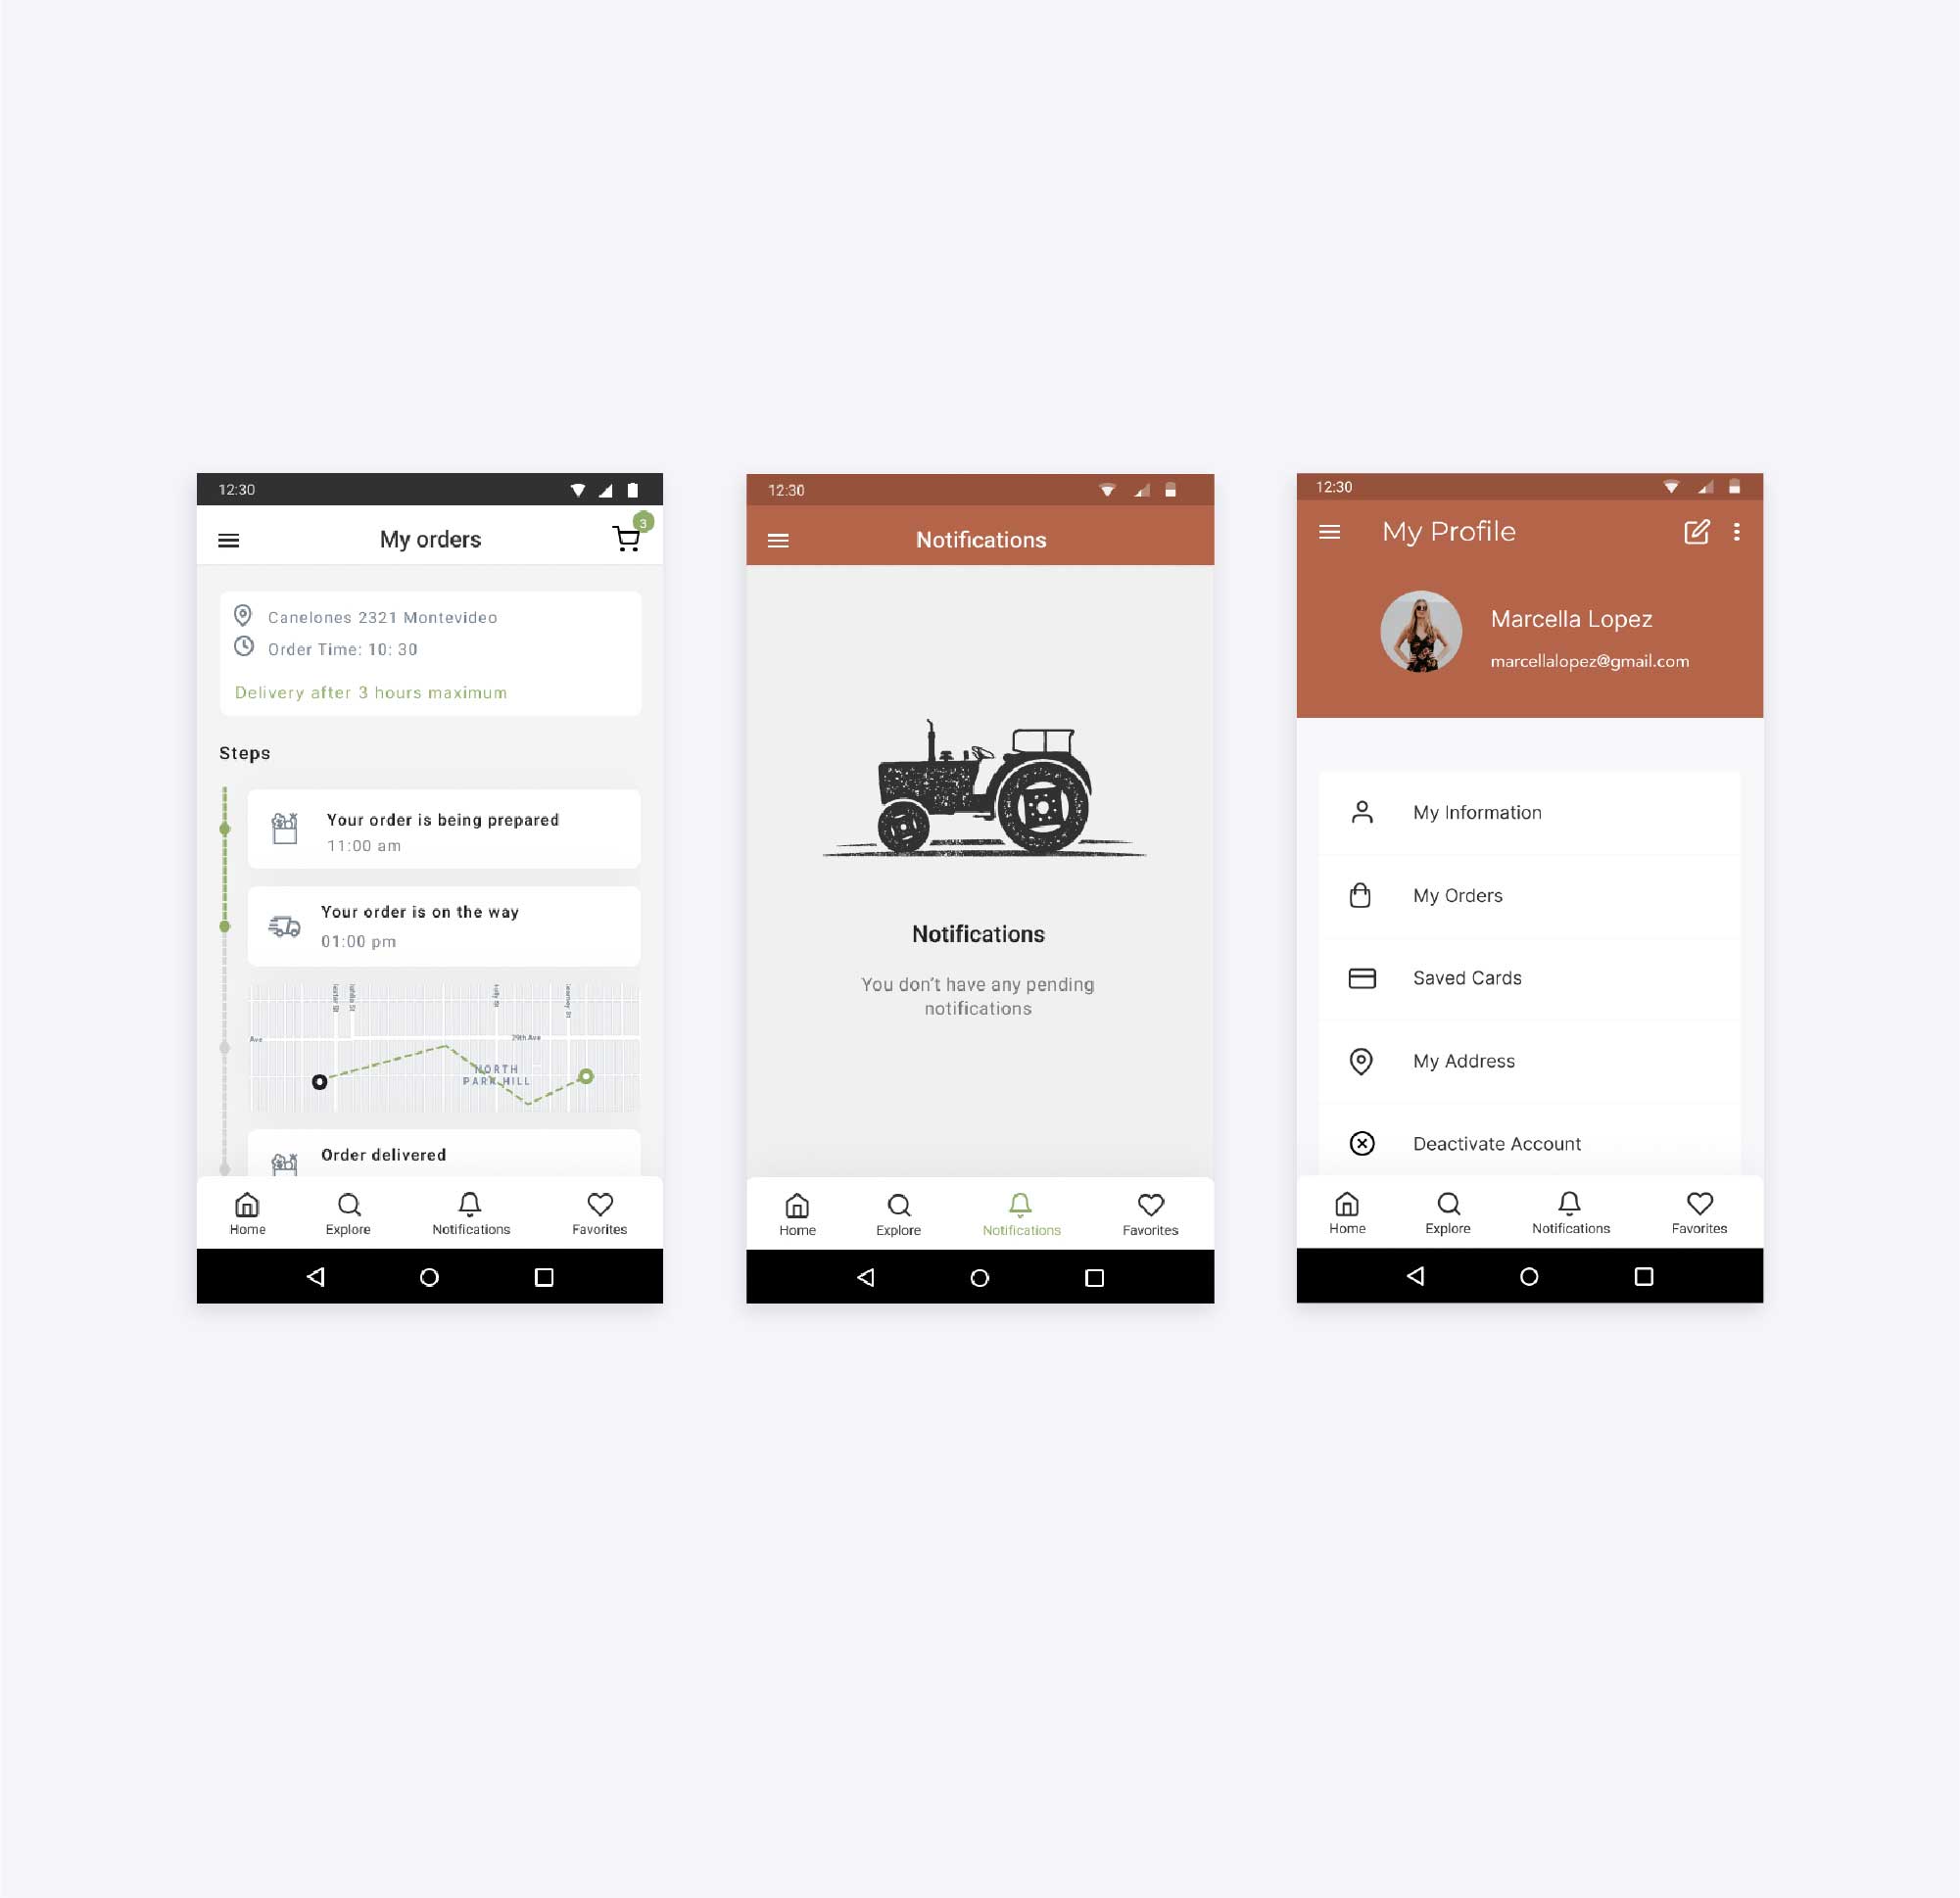 12:30
My orders
3
Canelones 2321 Montevideo
Order Time: 10: 30
Delivery after 3 hours maximum
Steps
Your order is being prepared
11:00 am
Your order is on the way
01:00 pm
Ave
29th Ave
NORTH
PARK HILL
Order delivered
Home
Explore
Notifications
Favorites
12:30
Notifications
Notifications
You don't have any pending
notifications
Home
Explore
Notifications
Favorites
12:30
My Profile
Marcella Lopez
marcellalopez@gmail.com
My Information
My Orders
Saved Cards
My Address
Deactivate Account
Home
Explore
Notifications
Favorites